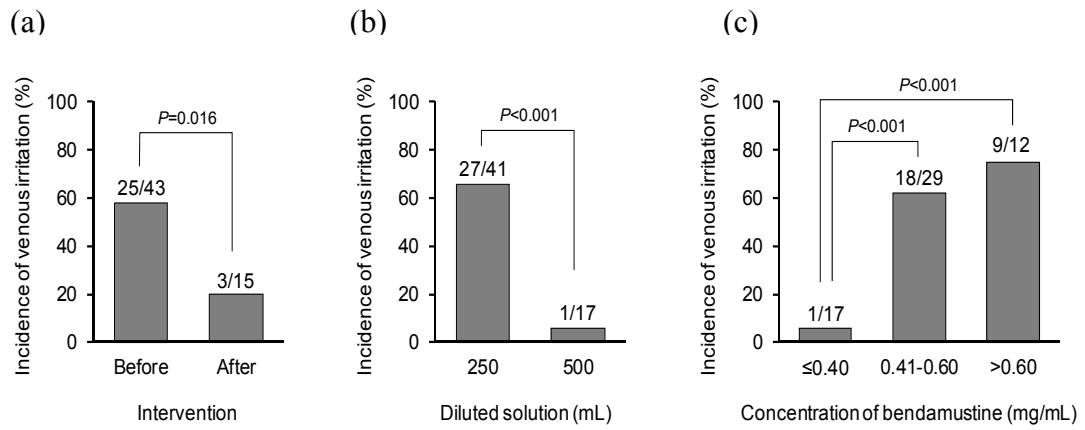 (a)
Incidence of venous irritation (%)
100
80
60
40
20
0
P=0.016
25/43
3/15
Before After
Intervention
(b)
Incidence of venous irritation (%)
100
80
60
40
20
0
P<0.001
27/41
1/17
250 500
Diluted solution (mL)
(c)
Incidence of venous irritation (%)
100
80
60
40
20
0
P<0.001
P<0.001
1/17
18/29
9/12
≤0.40 0.41-0.60 >0.60
Concentration of bendamustine (mg/mL)